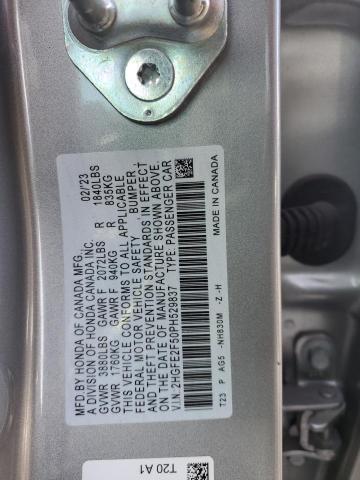 MFD BY HONDA OF CANADA MFG. 02/'23
A DIVISION OF HONDA CANADA INC.
GVWR 3880LBS GAWR F 2072LBS R 1840LBS
GVWR 1760KG GAWR F 940KG R 835KG
THIS VEHICLE CONFORMS TO ALL APPLICABLE
FEDERAL MOTOR VEHICLE SAFETY, BUMPER,
AND THEFT PREVENTION STANDARDS IN EFFECT
ON THE DATE OF MANUFACTURE SHOWN ABOVE.
V.I.N. 2HGFE2F50PH529837 TYPE PASSENGER CAR
T23 P AG5 -NH830M -Z -H
MADE IN CANADA
T20 A1